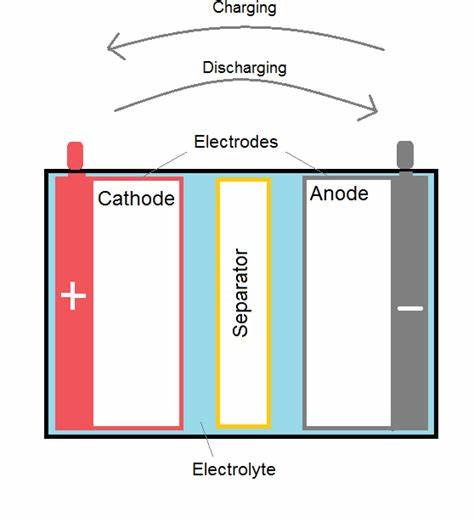 Charging
Discharging
Electrodes
Cathode
Anode
+
Separator
−
Electrolyte